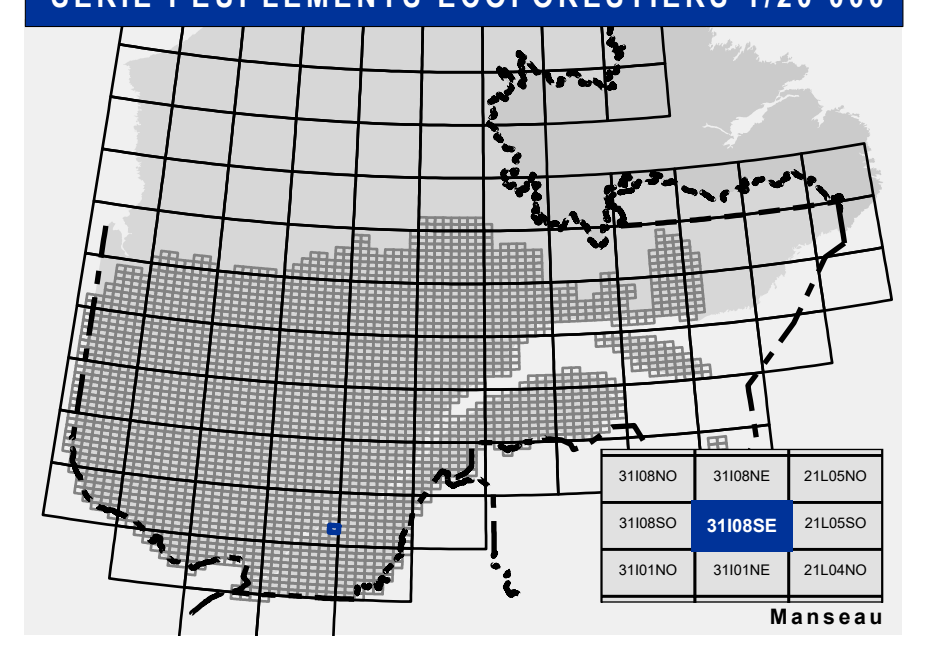 SÉRIE PEUPLEMENTS ÉCOFORESTIERS 1/20 000
31I08NO 31I08NE 21L05NO
31I08SO 31I08SE 21L05SO
31I01NO 31I01NE 21L04NO
Manseau